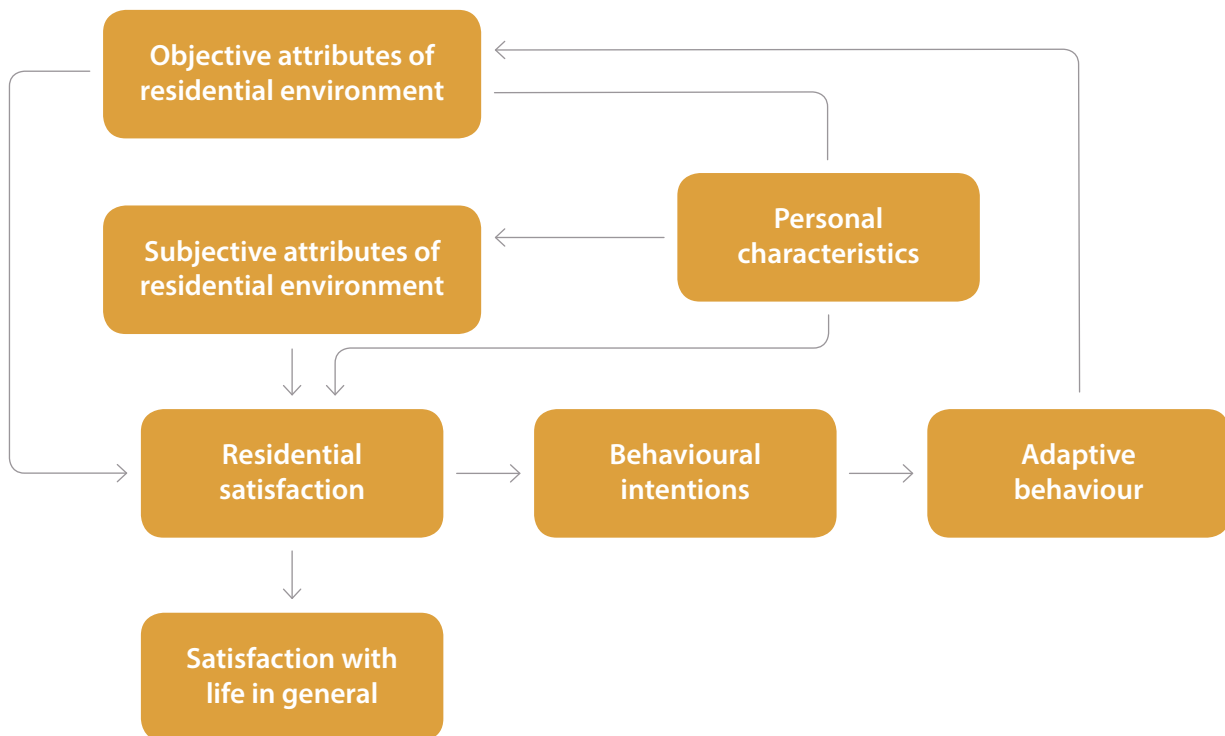 Objective attributes of
residential environment
Personal
characteristics
Subjective attributes of
residential environment
Residential
satisfaction
Behavioural
intentions
Adaptive
behaviour
Satisfaction with
life in general